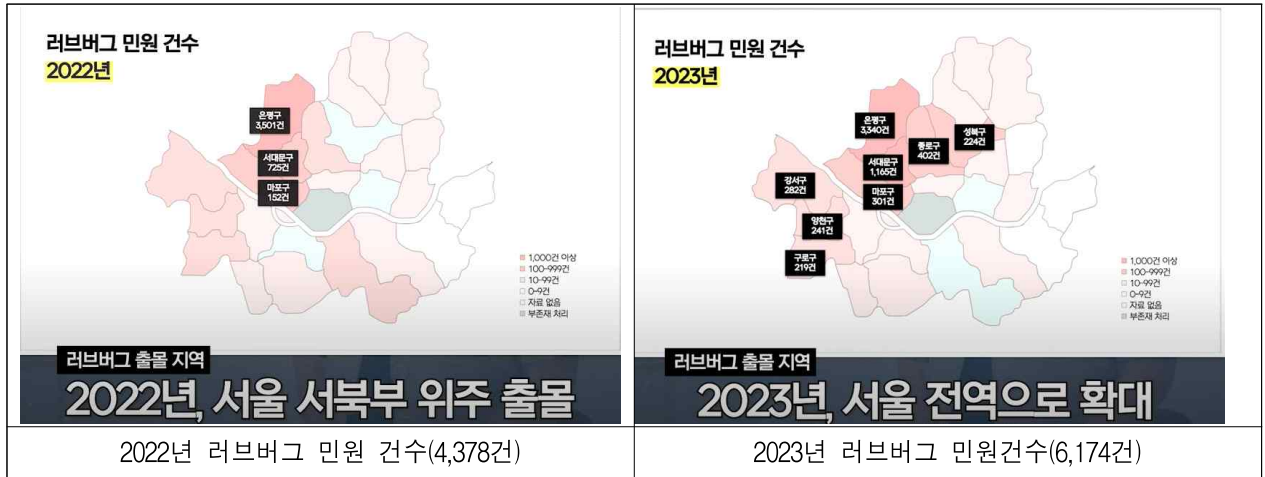 러브버그 민원 건수
2022년
은평구
3,501건
서대문구
725건
마포구
152건
1,000건 이상
100-999건
10-99건
0-9건
자료 없음
부존재 처리
러브버그 출몰 지역
2022년, 서울 서북부 위주 출몰
2022년 러브버그 민원 건수(4,378건)
러브버그 민원 건수
2023년
은평구
3,340건
성북구
224건
종로구
402건
서대문구
1,165건
강서구
282건
마포구
301건
양천구
241건
구로구
219건
1,000건 이상
100-999건
10-99건
0-9건
자료 없음
부존재 처리
러브버그 출몰 지역
2023년, 서울 전역으로 확대
2023년 러브버그 민원건수(6,174건)